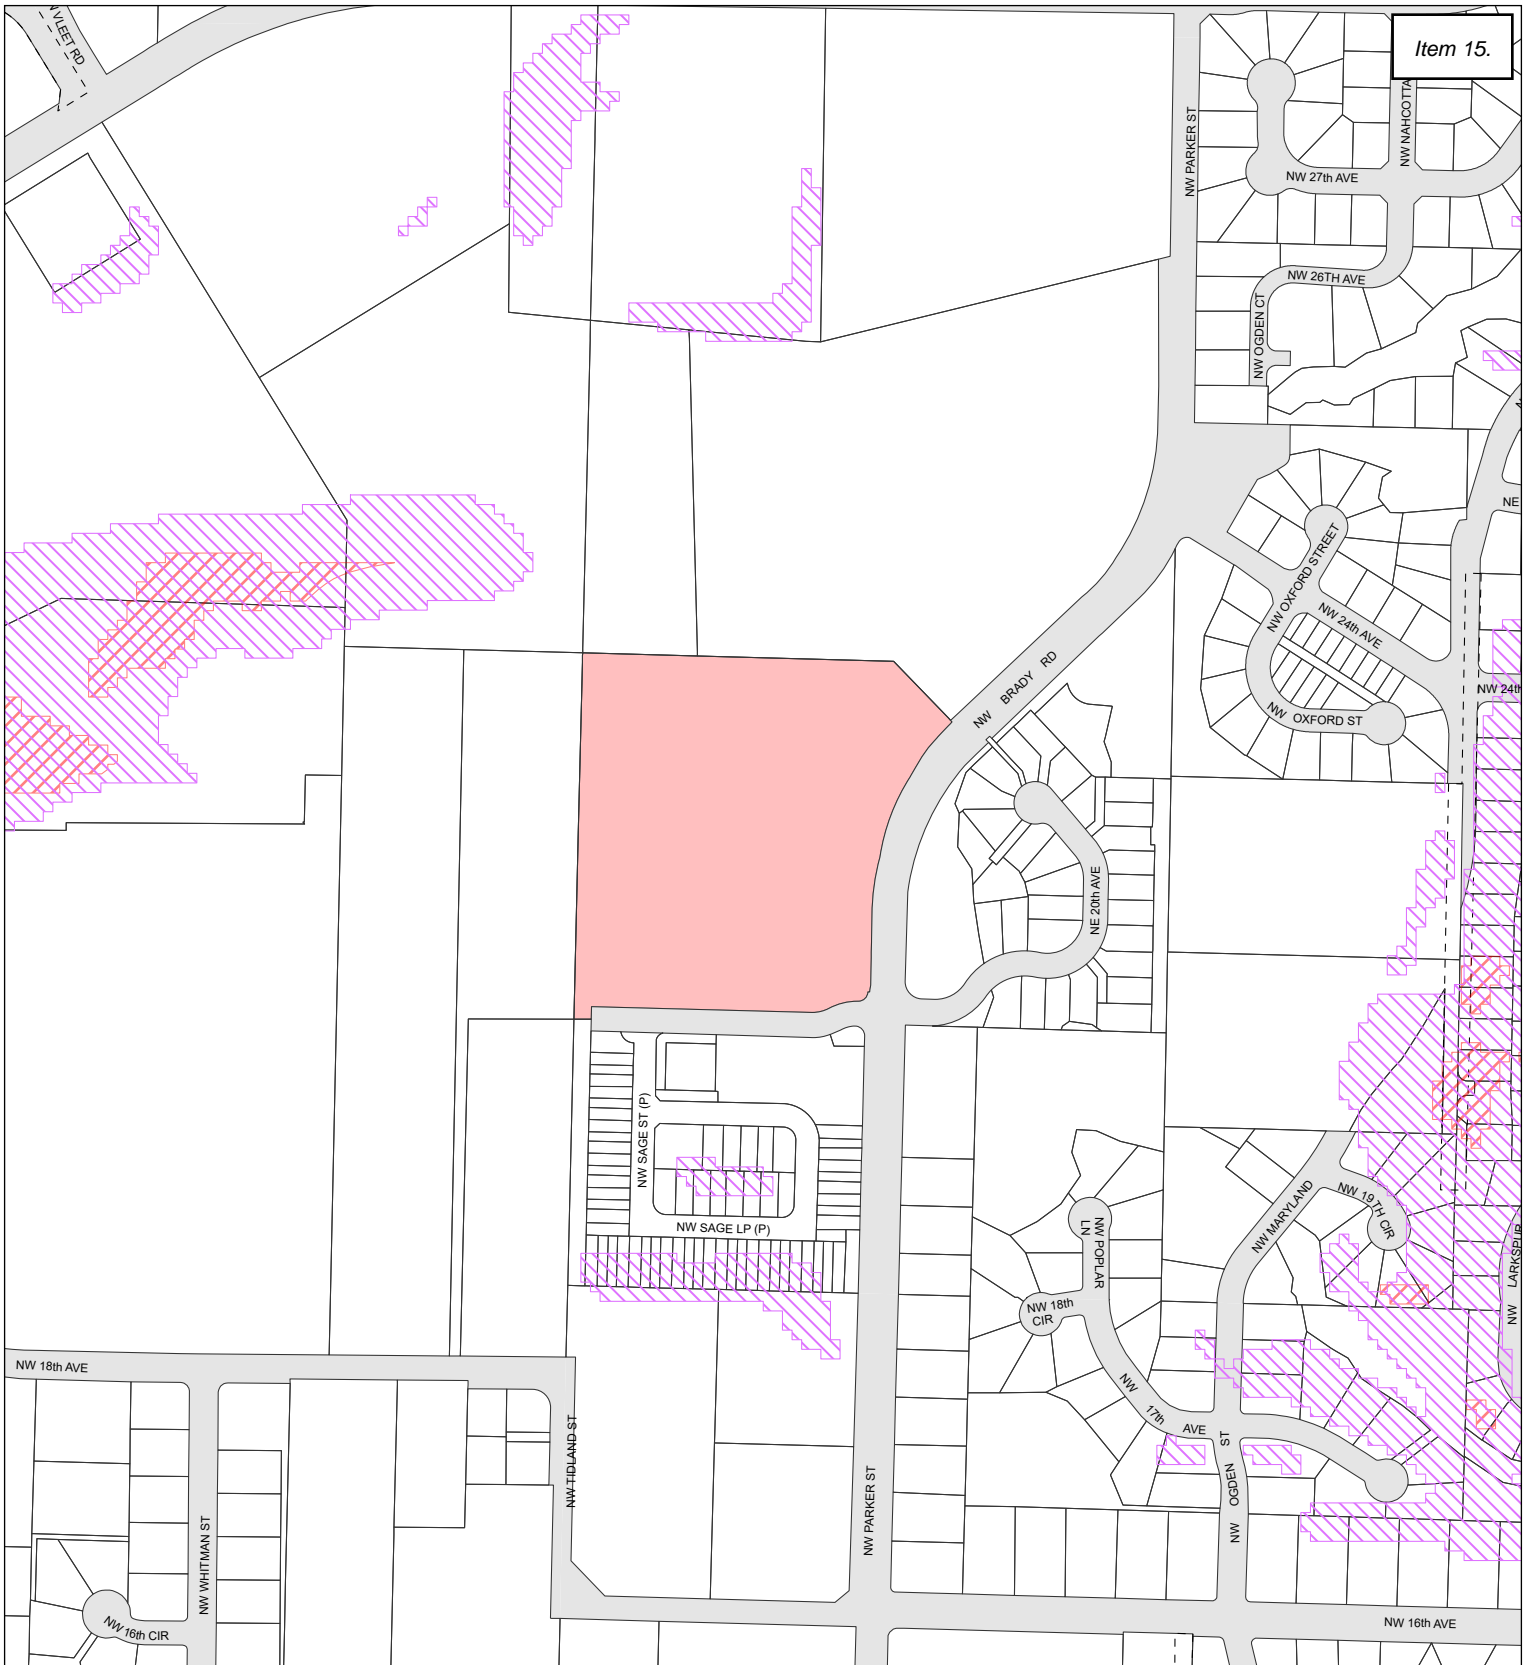 Item 15.
VLEET RD
NW PARKER ST
NW NAHCOTTA
NW 27th AVE
NW 26TH AVE
NW OGDEN CT
NE
NW OXFORD STREET
NW 24th AVE
NW 24th
NW OXFORD ST
NW BRADY RD
NE 20th AVE
NW SAGE ST (P)
NW SAGE LP (P)
NW MARYLAND
NW 19TH CIR
NW POPLAR
LN
NW LARKSPUR
NW 18th
CIR
NW 18th AVE
NW 17th AVE
NW OGDEN ST
NW TIDLAND ST
NW PARKER ST
NW WHITMAN ST
NW 16th CIR
NW 16th AVE